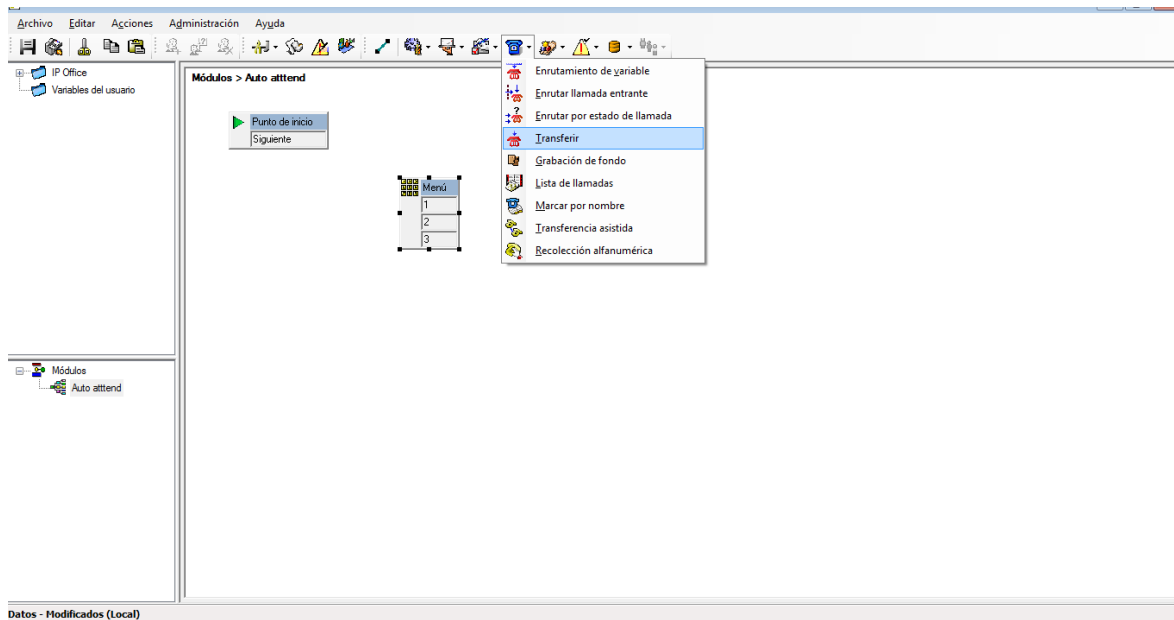 Archivo Editar Acciones Administración Ayuda
IP Office
Variables del usuario
Módulos > Auto atttend
Punto de inicio
Siguiente
Menú
1
2
3
Enrutamiento de variable
Enrutar llamada entrante
Enrutar por estado de llamada
Transferir
Grabación de fondo
Lista de llamadas
Marcar por nombre
Transferencia asistida
Recolección alfanumérica
Módulos
Auto atttend
Datos - Modificados (Local)